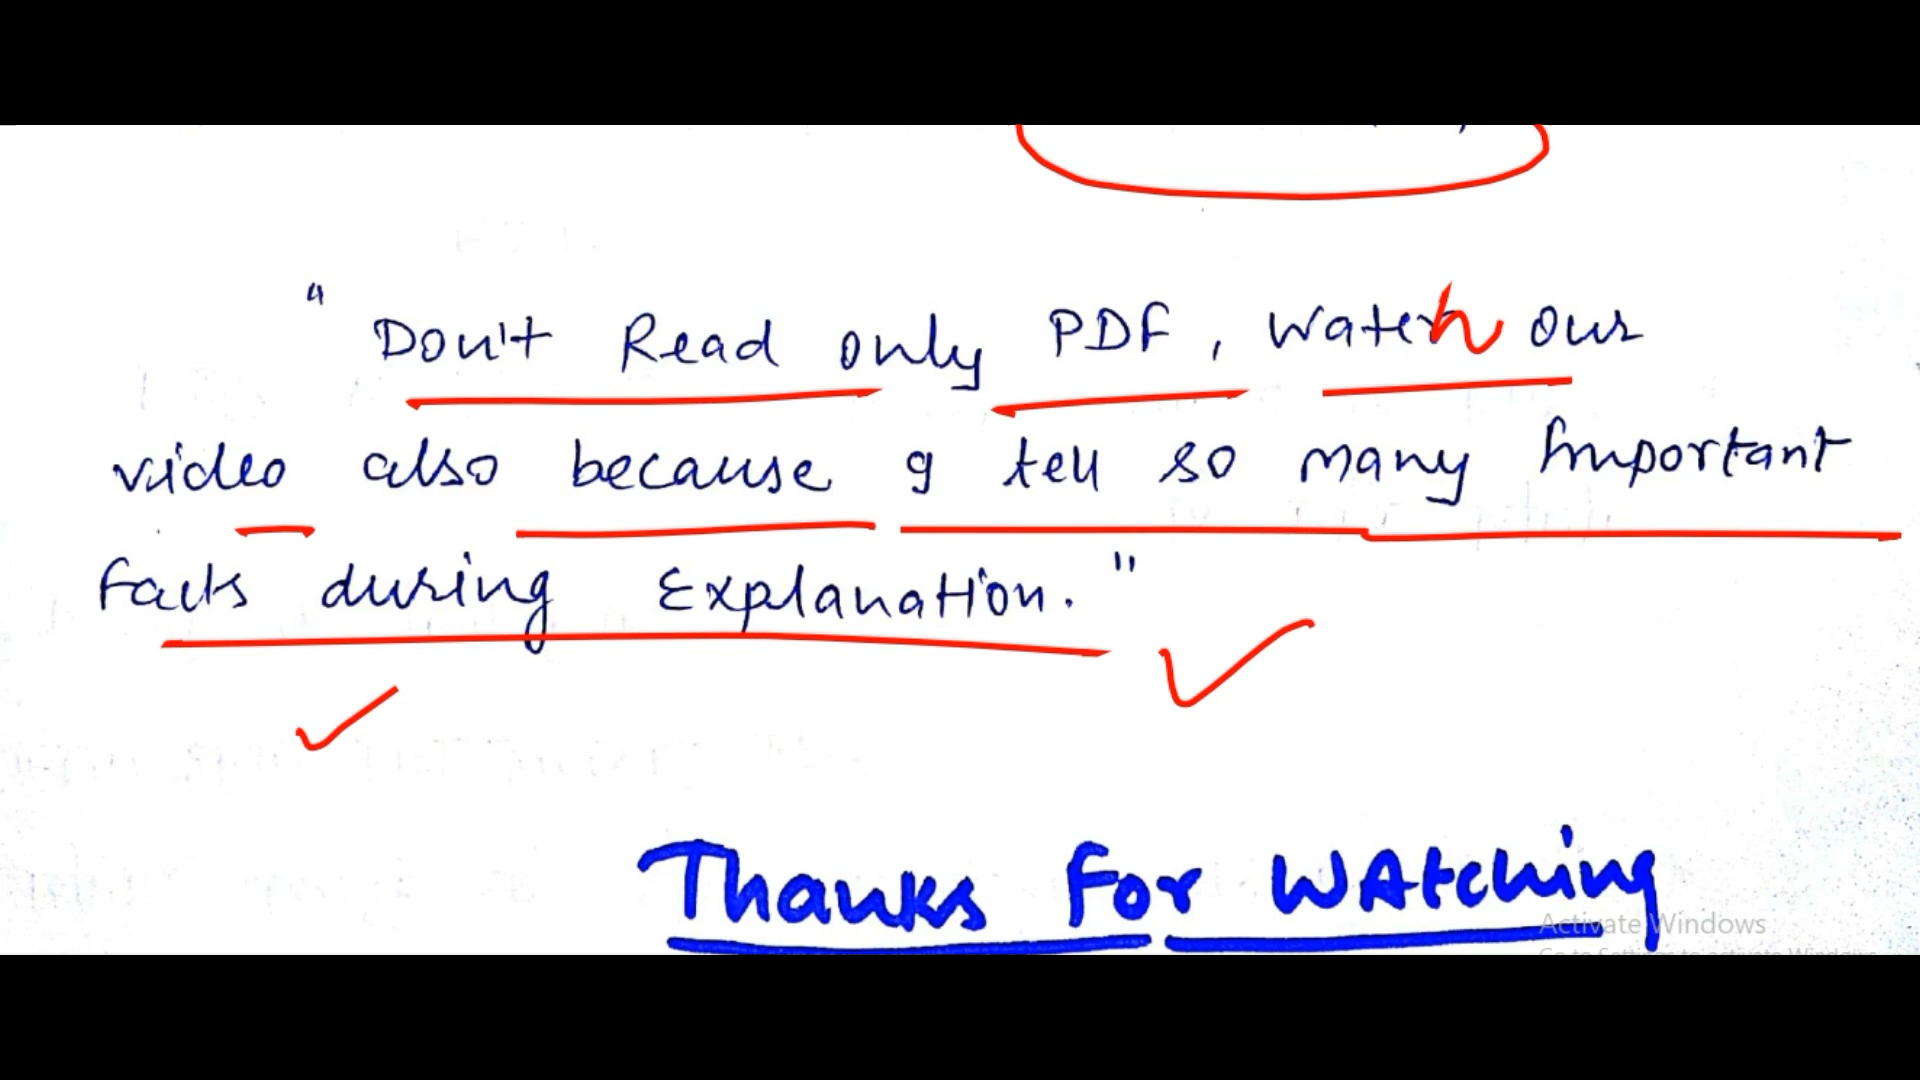 " Don't Read only PDF, Watch our
video also because I tell so many Important
Facts during Explanation. "
Thanks For WAtching
Activate Windows